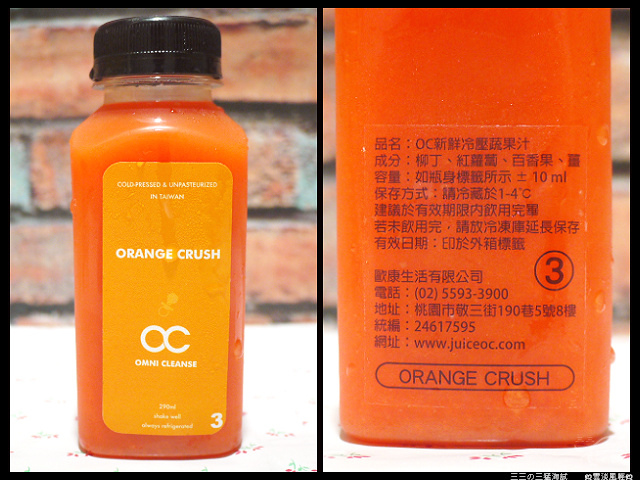 COLD-PRESSED & UNPASTEURIZED
IN TAIWAN
ORANGE CRUSH
OC
OMNI CLEANSE
290ml
shake well
always refrigerated
3
品名：OC新鮮冷壓蔬果汁
成分：柳丁、紅蘿蔔、百香果、薑
容量：如瓶身標籤所示 ± 10 ml
保存方式：請冷藏於1-4℃
建議於有效期限內飲用完畢
若未飲用完，請放冷凍庫延長保存
有效日期：印於外箱標籤
3
歐康生活有限公司
電話：(02) 5593-3900
地址：桃園市敬三街190巷5號8樓
統編：24617595
網址：www.juiceoc.com
ORANGE CRUSH
三三の三猛海賊
雲淡風輕